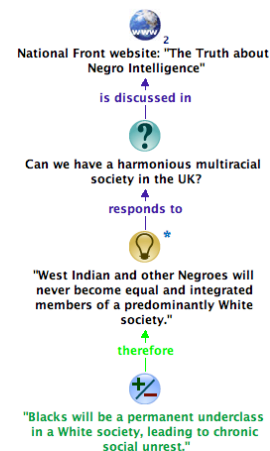 www
2
National Front website: "The Truth about
Negro Intelligence"
is discussed in
?
Can we have a harmonious multiracial
society in the UK?
responds to
*
"West Indian and other Negroes will
never become equal and integrated
members of a predominantly White
society."
therefore
+/-
"Blacks will be a permanent underclass
in a White society, leading to chronic
social unrest."